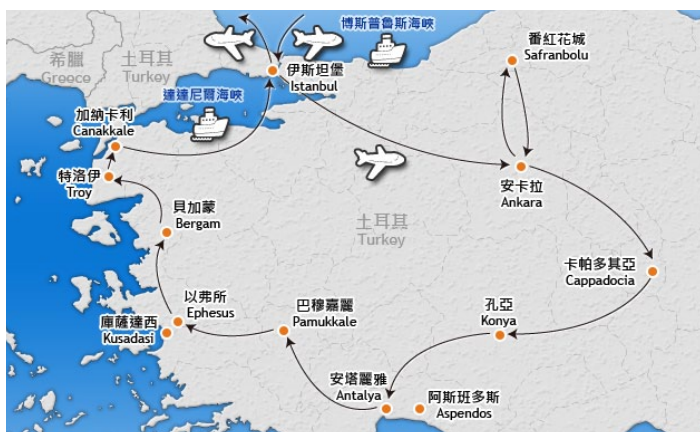 博斯普魯斯海峽
番紅花城
Safranbolu
希臘
Greece
土耳其
Turkey
伊斯坦堡
Istanbul
達達尼爾海峽
加納卡利
Canakkale
特洛伊
Troy
安卡拉
Ankara
貝加蒙
Bergam
土耳其
Turkey
卡帕多其亞
Cappadocia
以弗所
Ephesus
巴穆嘉麗
Pamukkale
孔亞
Konya
庫薩達西
Kusadasi
安塔麗雅
Antalya
阿斯班多斯
Aspendos